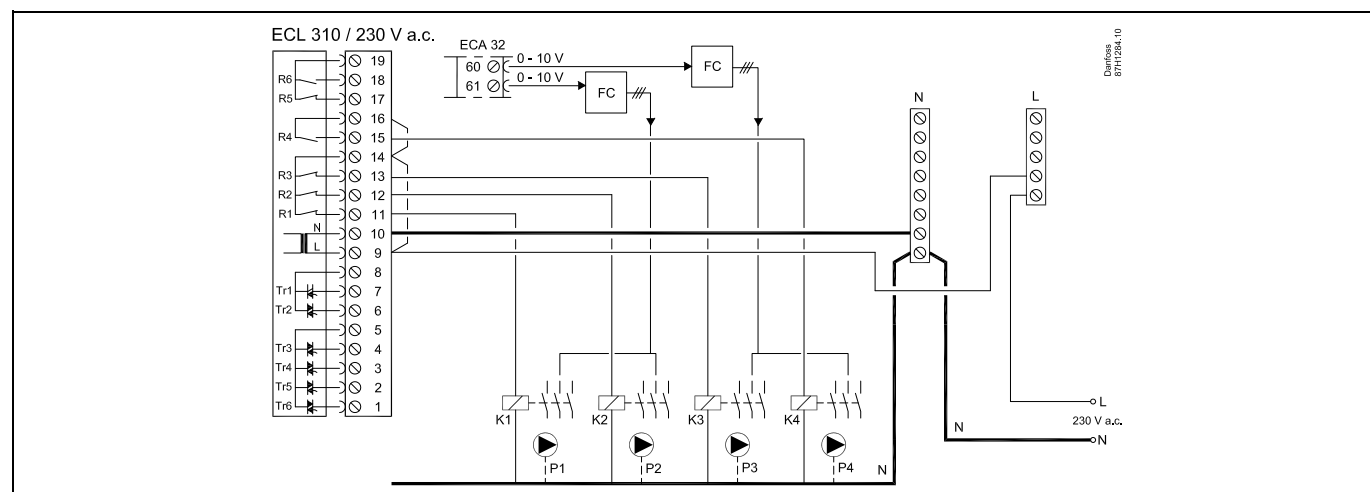 ECL 310 / 230 V a.c.
ECA 32
60 0 - 10 V
61 0 - 10 V
FC
FC
Danfoss
87H1284.10
N
L
19
R6 18
R5 17
16
R4 15
14
R3 13
R2 12
R1 11
N 10
L 9
8
Tr1 7
Tr2 6
5
Tr3 4
Tr4 3
Tr5 2
Tr6 1
K1
K2
K3
K4
P1
P2
P3
P4
N
N
L
230 V a.c.
N